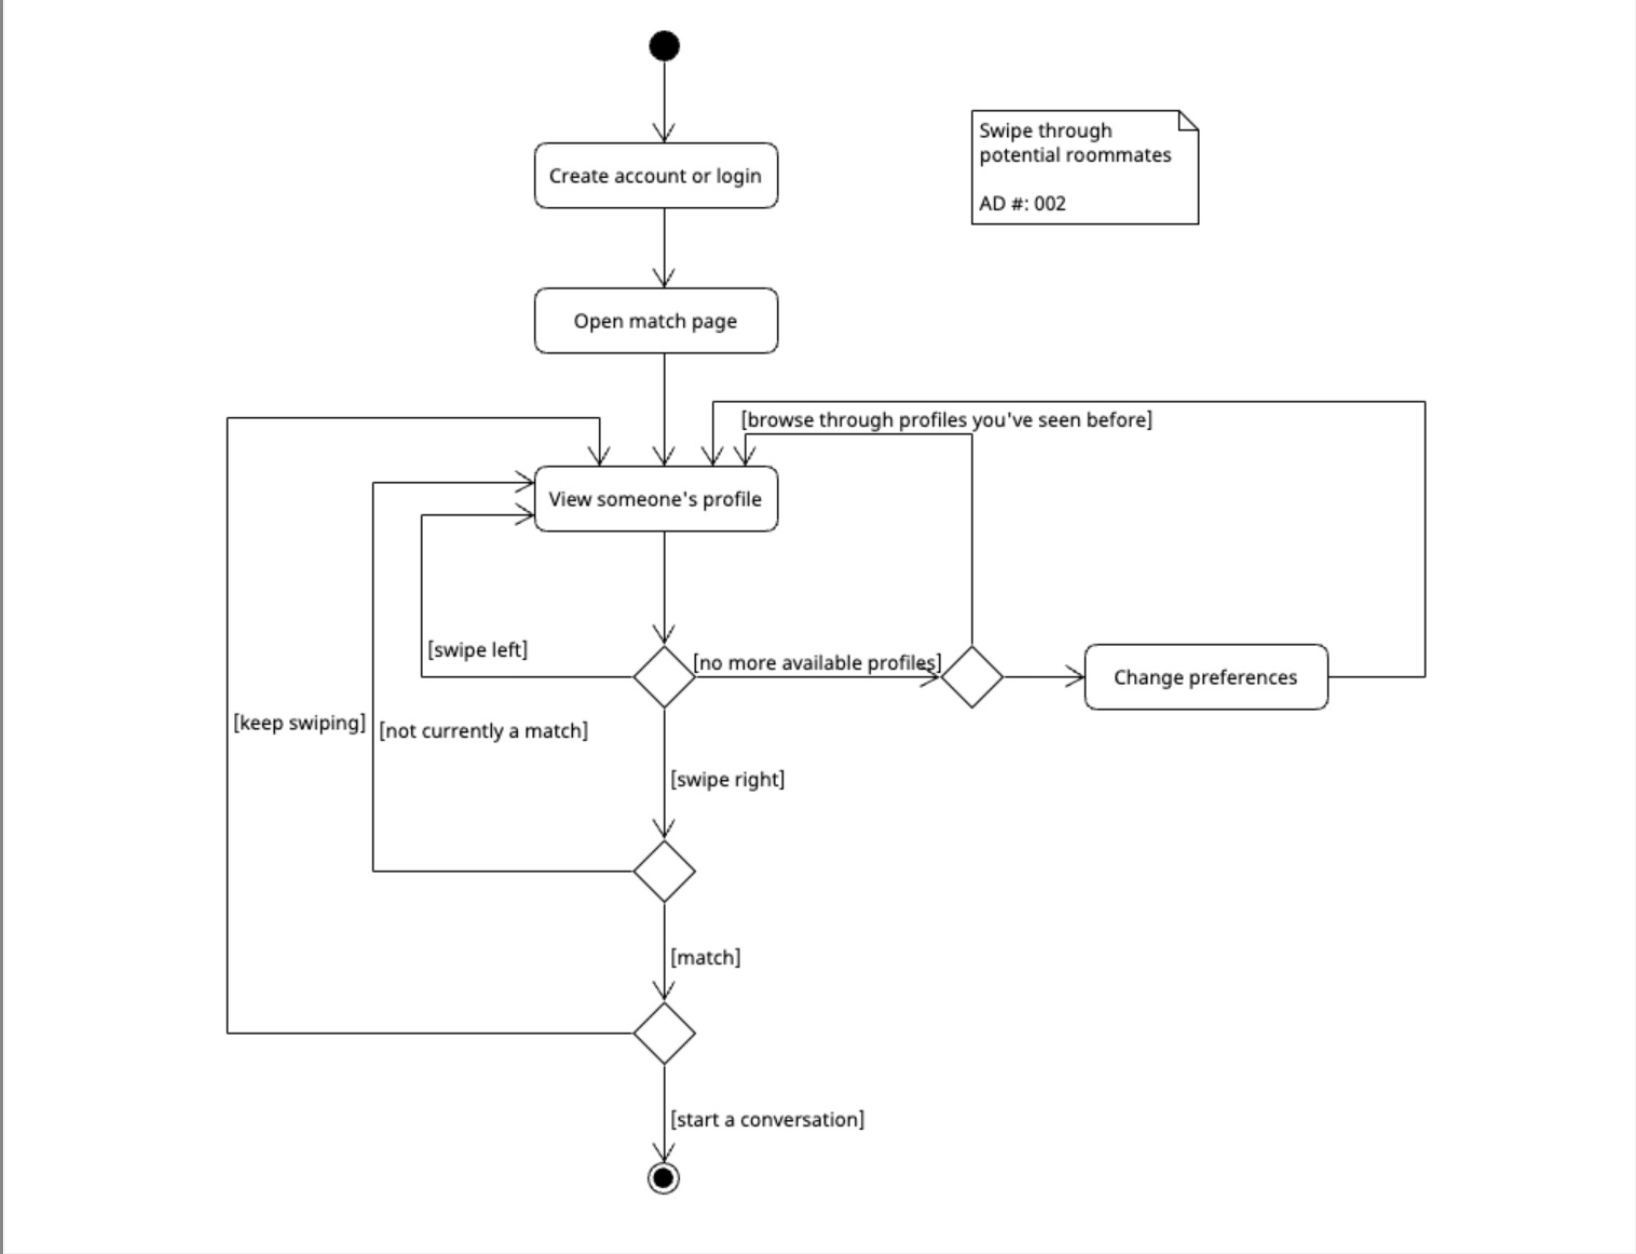 Swipe through
potential roommates
AD #: 002
Create account or login
Open match page
[browse through profiles you've seen before]
View someone's profile
[swipe left]
[no more available profiles]
Change preferences
[keep swiping]
[not currently a match]
[swipe right]
[match]
[start a conversation]